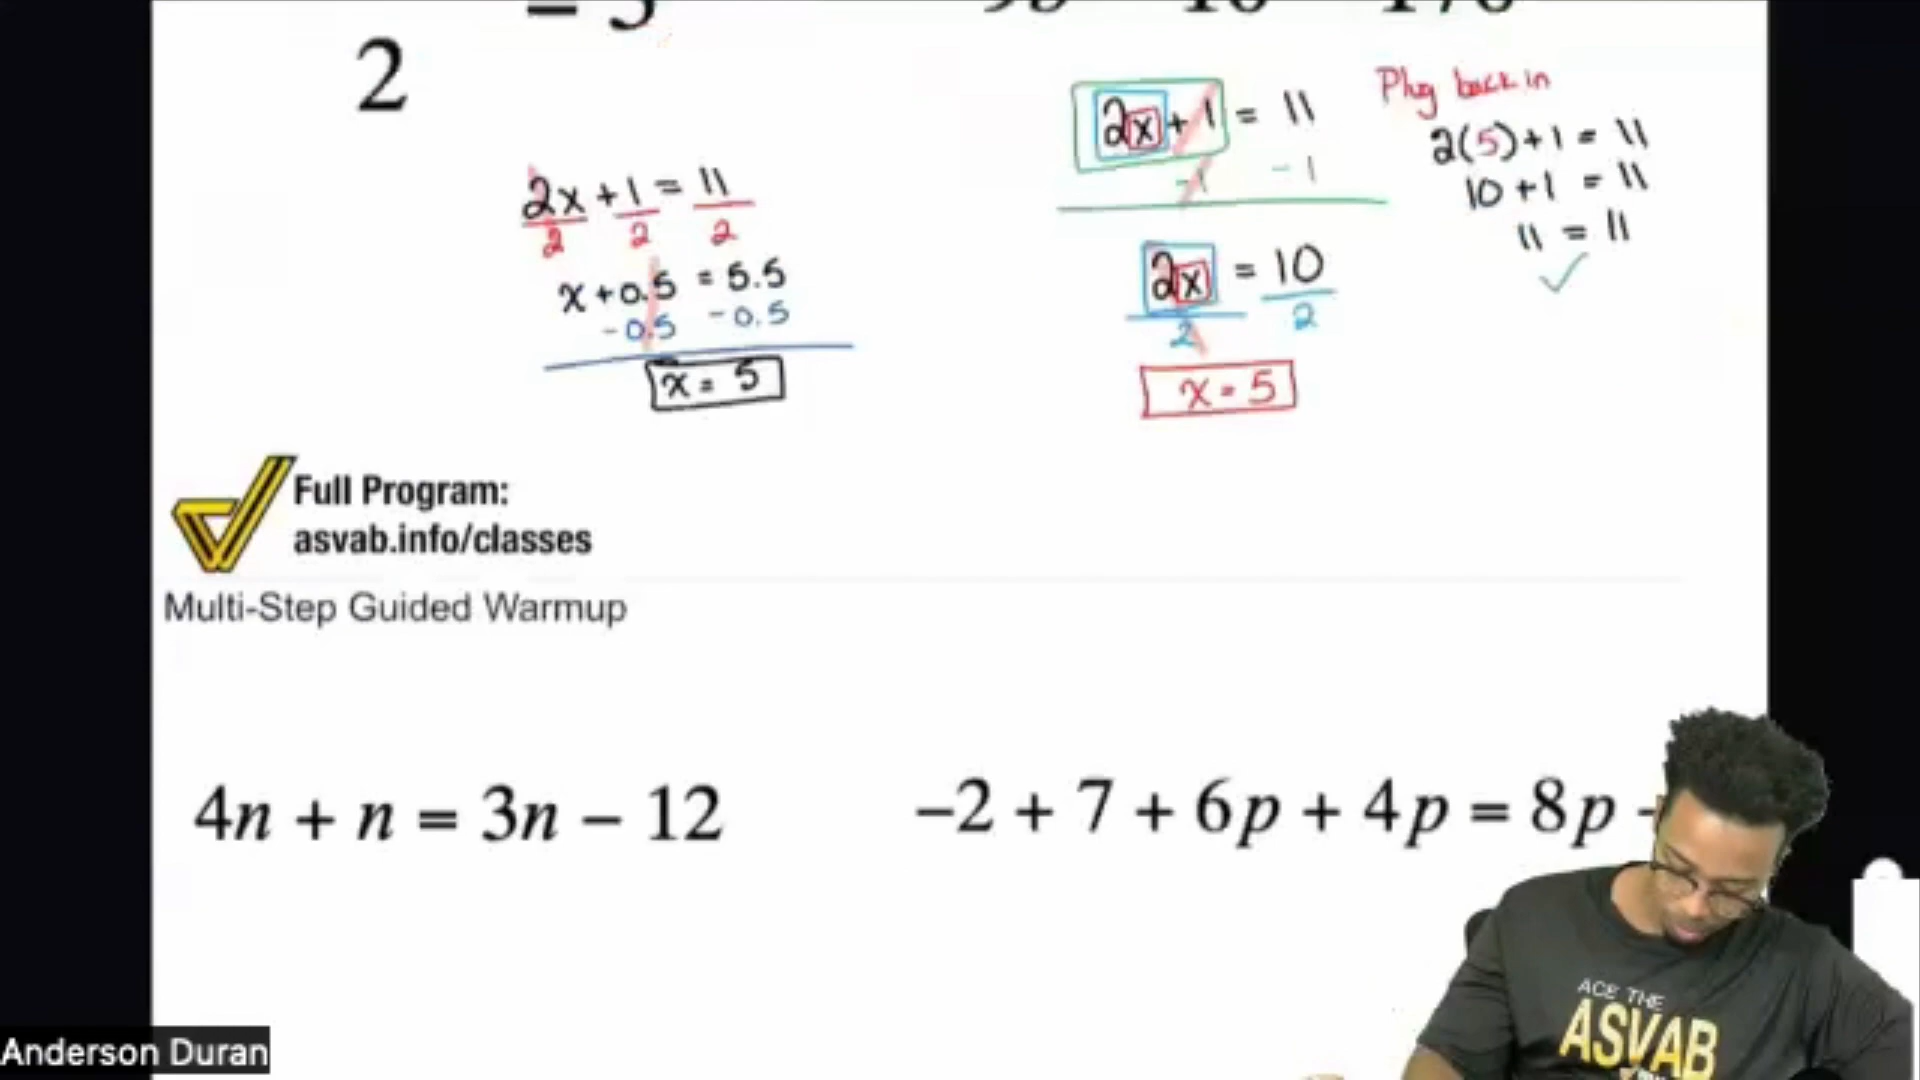 = 5
2
2x + 1 = 11
2 2 2
x + 0.5 = 5.5
- 0.5 - 0.5
x = 5
2x + 1 = 11
-1 -1
2x = 10
2 2
x = 5
Plug back in
2(5) + 1 = 11
10 + 1 = 11
11 = 11
Full Program:
asvab.info/classes
Multi-Step Guided Warmup
4n + n = 3n − 12
−2 + 7 + 6p + 4p = 8p -
ACE THE
ASVAB
Anderson Duran